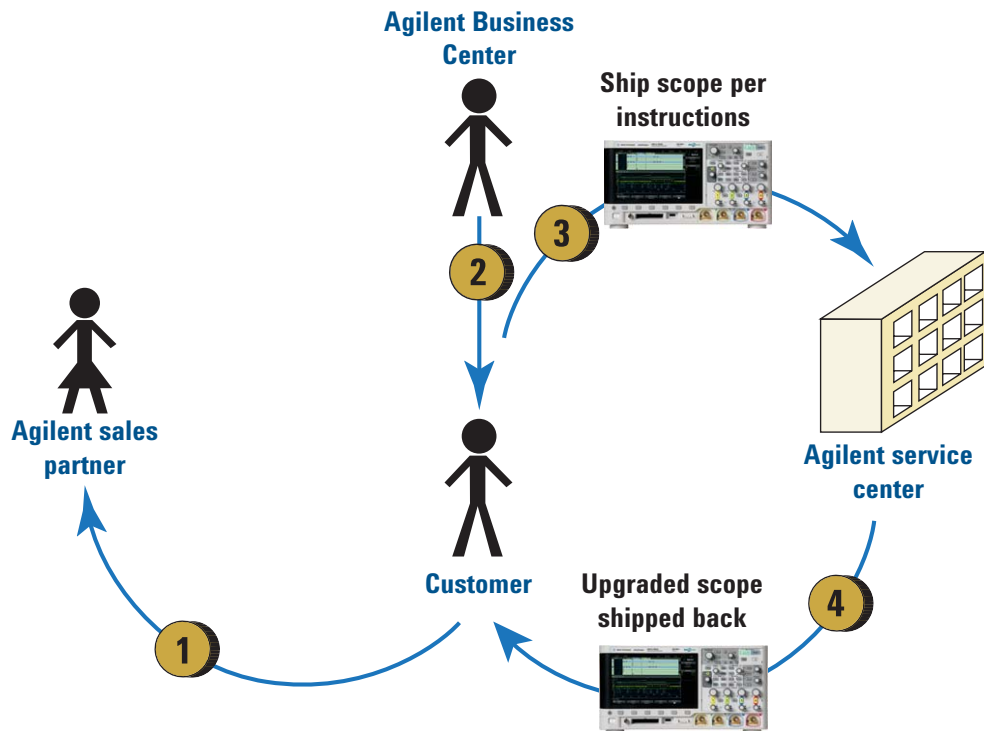 Agilent Business
Center
Ship scope per
instructions
3
2
Agilent sales
partner
Agilent service
center
Customer
Upgraded scope
shipped back
4
1